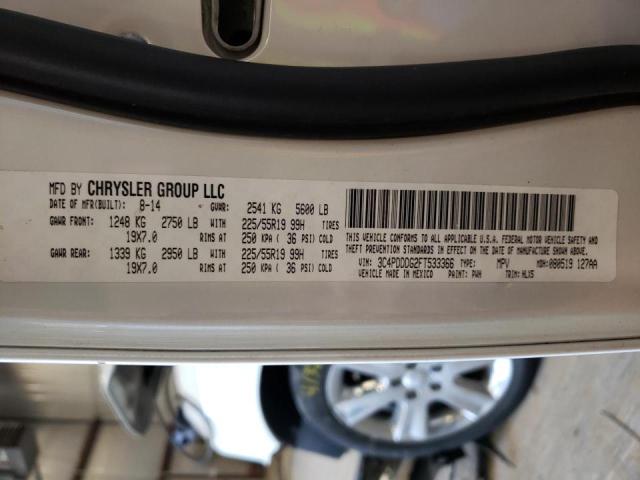 MFD BY CHRYSLER GROUP LLC
DATE OF MFR(BUILT): 8-14 GVWR: 2541 KG 5600 LB
GAWR FRONT: 1248 KG 2750 LB WITH 225/55R19 99H TIRES
19X7.0 RIMS AT 250 KPA ( 36 PSI) COLD
GAWR REAR: 1339 KG 2950 LB WITH 225/55R19 99H TIRES
19X7.0 RIMS AT 250 KPA ( 36 PSI) COLD
THIS VEHICLE CONFORMS TO ALL APPLICABLE U.S.A. FEDERAL MOTOR VEHICLE SAFETY AND
THEFT PREVENTION STANDARDS IN EFFECT ON THE DATE OF MANUFACTURE SHOWN ABOVE.
VIN: 3C4PDDDG2FT533366 TYPE: MPV MDH: 080519 127AA
VEHICLE MADE IN MEXICO PAINT: PWH TRIM: HLX5